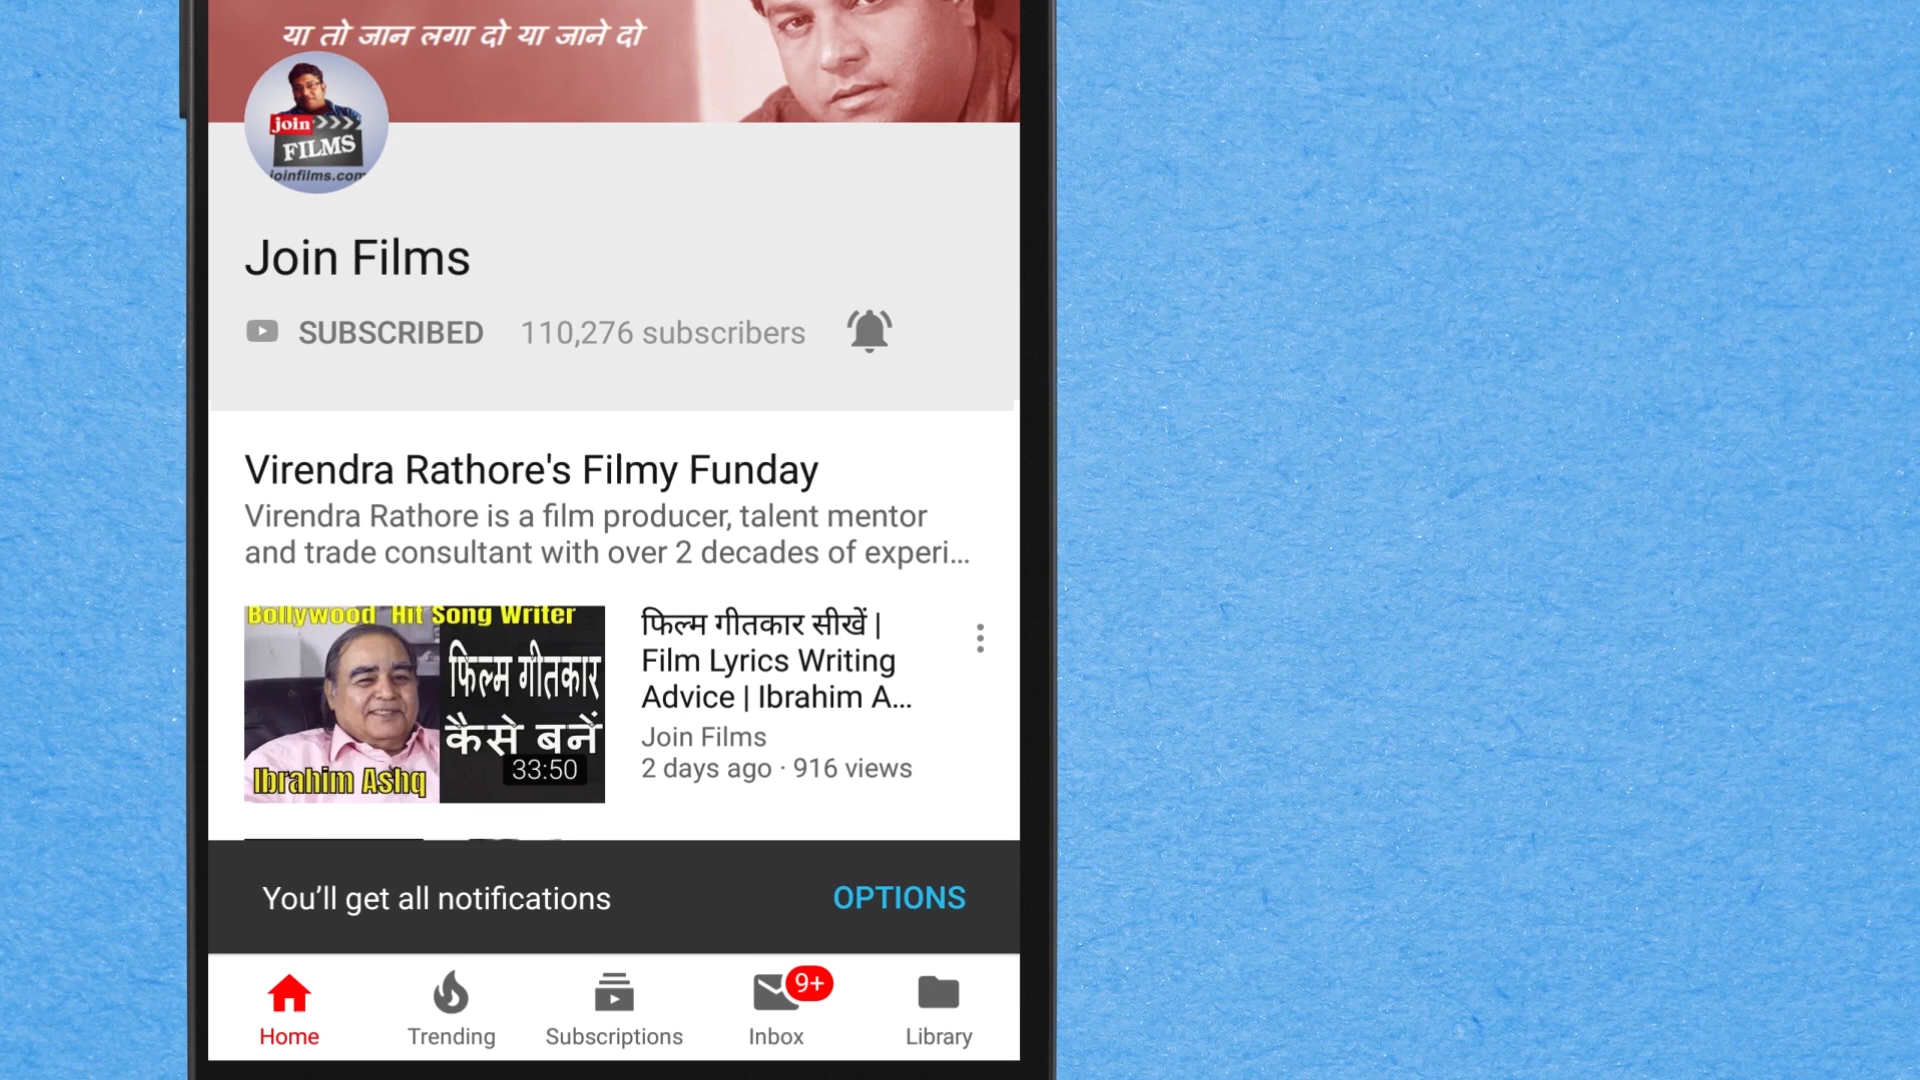 या तो जान लगा दो या जाने दो
join
FILMS
joinfilms.com
Join Films
SUBSCRIBED 110,276 subscribers
Virendra Rathore's Filmy Funday
Virendra Rathore is a film producer, talent mentor
and trade consultant with over 2 decades of experi...
Bollywood Hit Song Writer
फिल्म गीतकार
कैसे बनें
Ibrahim Ashq
33:50
फिल्म गीतकार सीखें |
Film Lyrics Writing
Advice | Ibrahim A...
Join Films
2 days ago · 916 views
You’ll get all notifications OPTIONS
9+
Home Trending Subscriptions Inbox Library